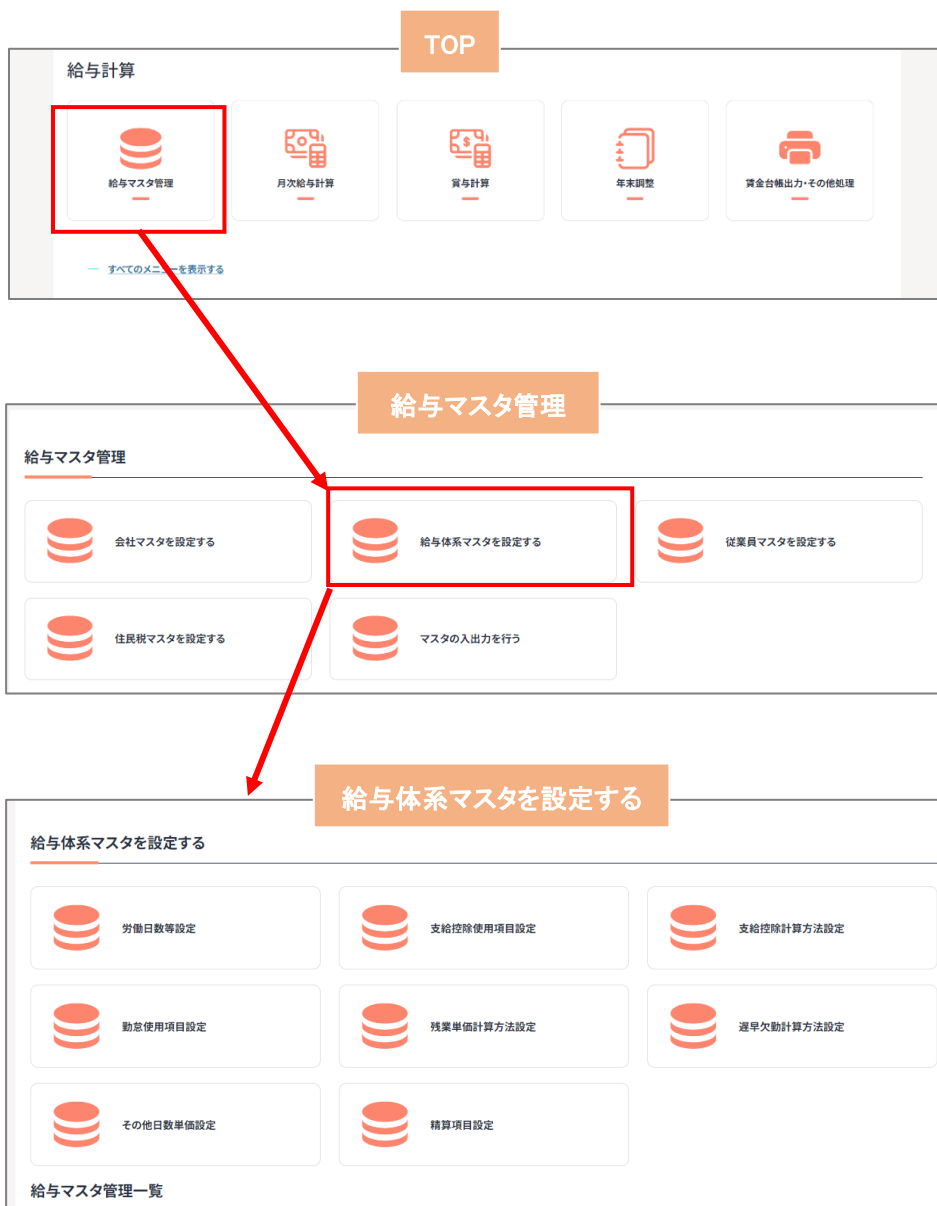 TOP
給与計算
給与マスタ管理
月次給与計算
賞与計算
年末調整
賃金台帳出力・その他処理
すべてのメニューを表示する
給与マスタ管理
給与マスタ管理
会社マスタを設定する
給与体系マスタを設定する
従業員マスタを設定する
住民税マスタを設定する
マスタの入出力を行う
給与体系マスタを設定する
給与体系マスタを設定する
労働日数等設定
支給控除使用項目設定
支給控除計算方法設定
勤怠使用項目設定
残業単価計算方法設定
遅早欠勤計算方法設定
その他日数単価設定
精算項目設定
給与マスタ管理一覧